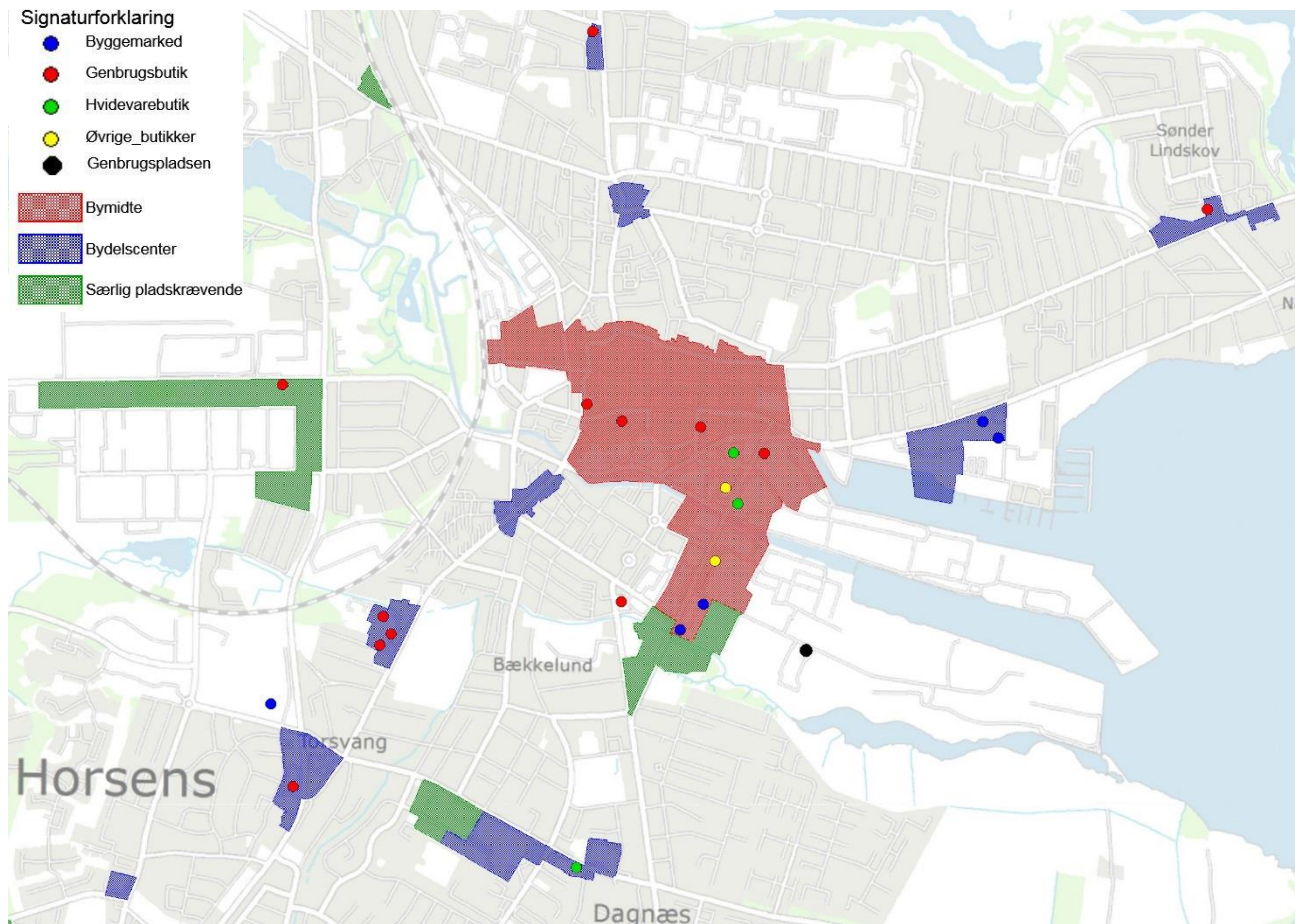 Signaturforklaring
Byggemarked
Genbrugsbutik
Hvidevarebutik
Øvrige_butikker
Genbrugspladsen
Bymidte
Bydelscenter
Særlig pladskrævende
Sønder
Lindskov
N
Bækkelund
Torsvang
Horsens
Dagnæs